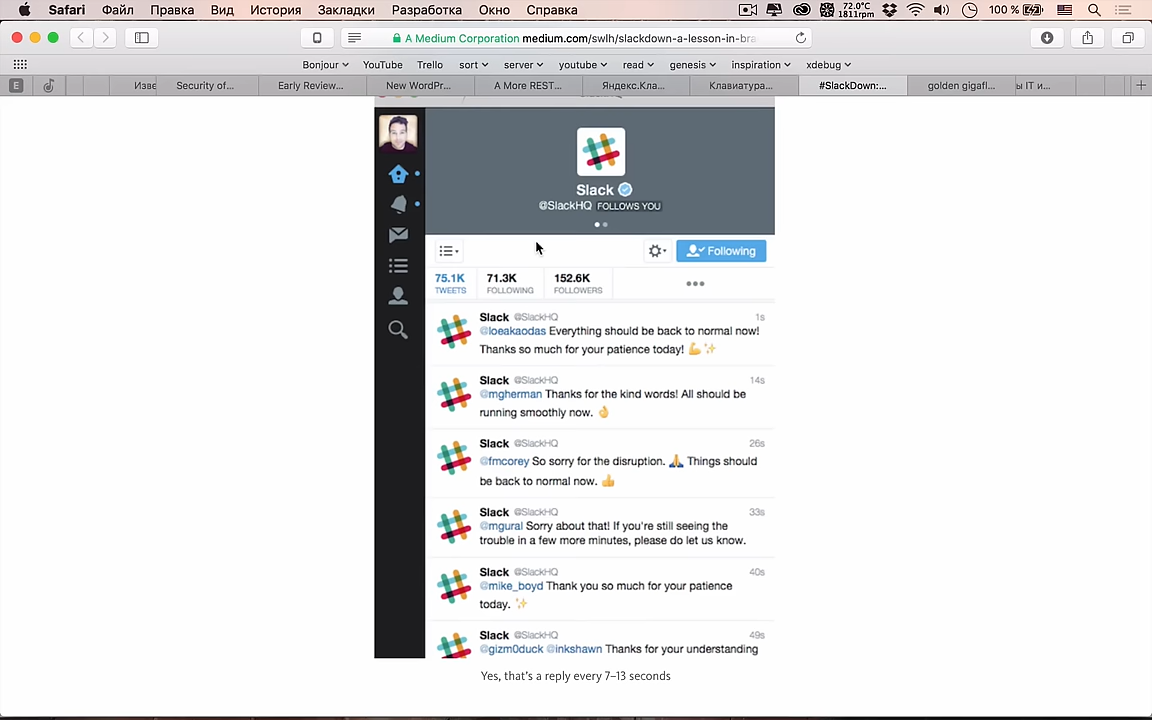 Safari Файл Правка Вид История Закладки Разработка Окно Справка 72.0°C 1811rpm 100 %
A Medium Corporation medium.com/swlh/slackdown-a-lesson-in-bra
Bonjour YouTube Trello sort server youtube read genesis inspiration xdebug
E Изве Security of... Early Review... New WordPr... A More REST... Яндекс.Кла... Клавиатура... #SlackDown:... golden gigafl... ы IT и...
Slack
@SlackHQ FOLLOWS YOU
Following
75.1K 71.3K 152.6K
TWEETS FOLLOWING FOLLOWERS
Slack @SlackHQ 1s
@loeakaodas Everything should be back to normal now!
Thanks so much for your patience today! 💪✨
Slack @SlackHQ 14s
@mgherman Thanks for the kind words! All should be
running smoothly now. 👌
Slack @SlackHQ 26s
@fmcorey So sorry for the disruption. 🙏 Things should
be back to normal now. 👍
Slack @SlackHQ 33s
@mgural Sorry about that! If you're still seeing the
trouble in a few more minutes, please do let us know.
Slack @SlackHQ 40s
@mike_boyd Thank you so much for your patience
today. ✨
Slack @SlackHQ 49s
@gizm0duck @inkshawn Thanks for your understanding
Yes, that's a reply every 7–13 seconds